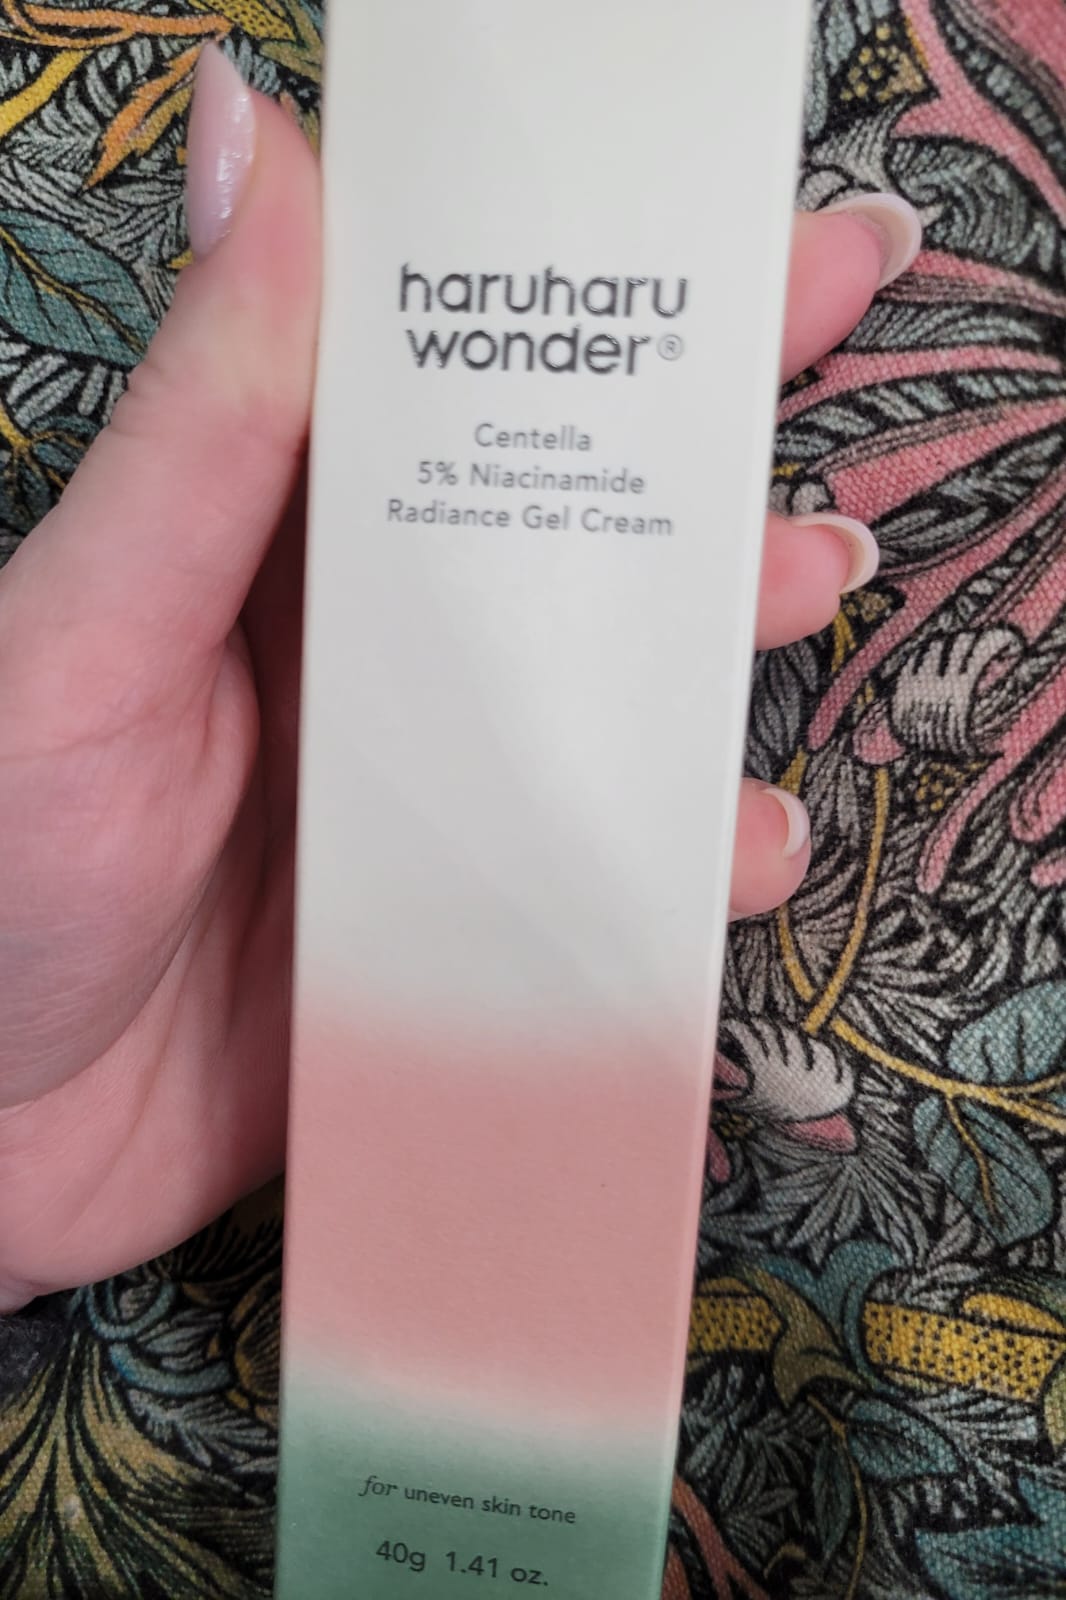 haruharu
wonder®
Centella
5% Niacinamide
Radiance Gel Cream
for uneven skin tone
40g 1.41 oz.